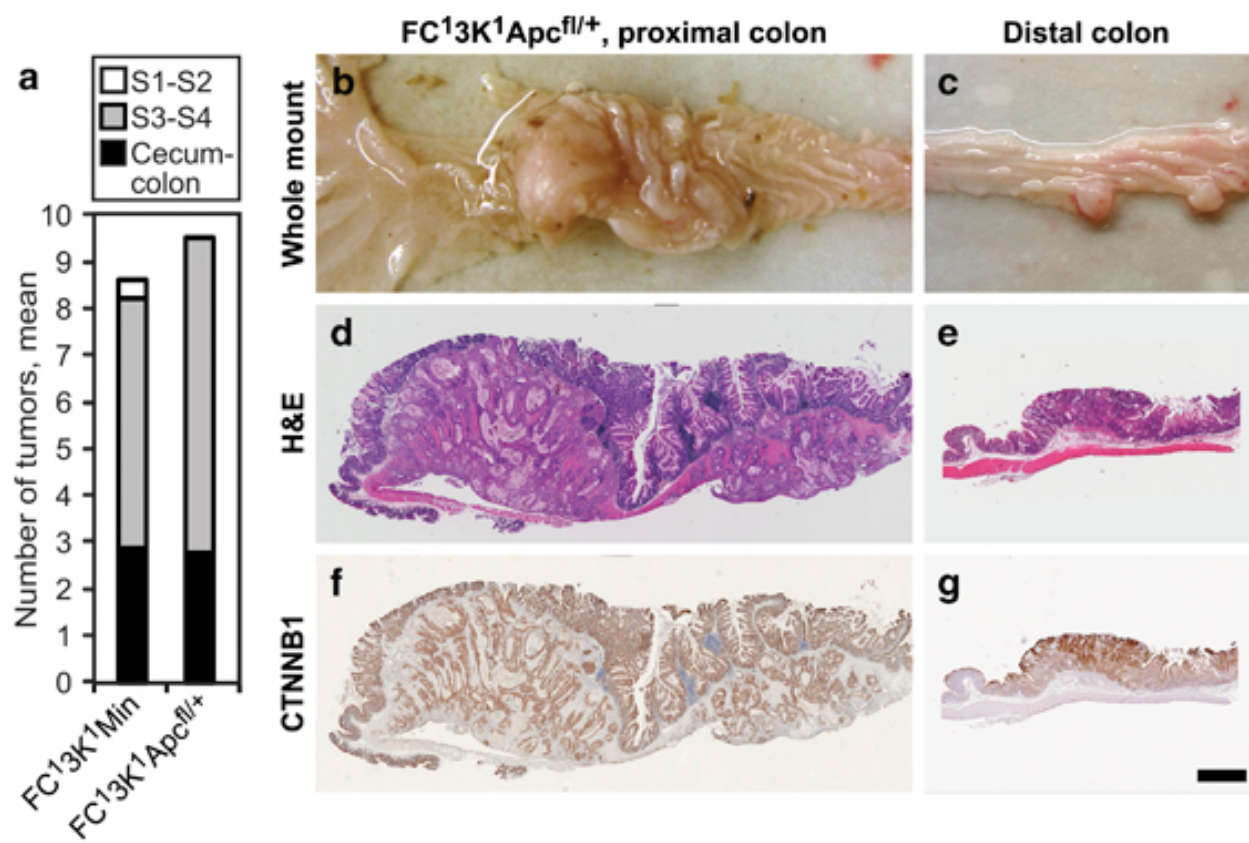 FC¹3K¹Apcfl/+, proximal colon
Distal colon
a
S1-S2
S3-S4
Cecum-
colon
Number of tumors, mean
10
9
8
7
6
5
4
3
2
1
0
FC¹3K¹Min
FC¹3K¹Apcfl/+
Whole mount
b
c
H&E
d
e
CTNNB1
f
g